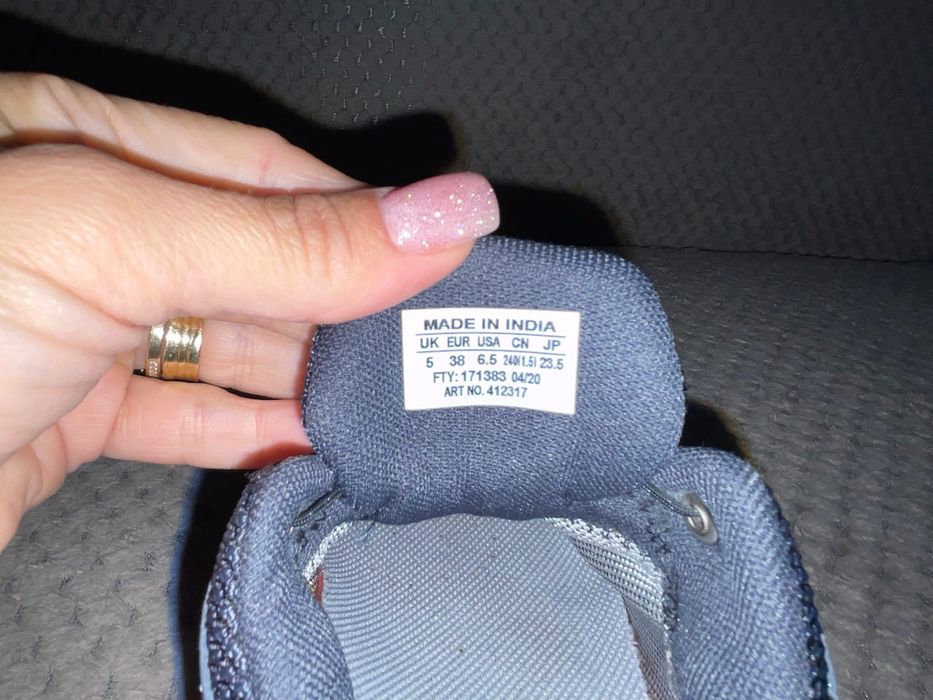 MADE IN INDIA
UK EUR USA CN JP
5 38 6.5 240(1.5) 23.5
FTY: 171383 04/20
ART NO. 412317